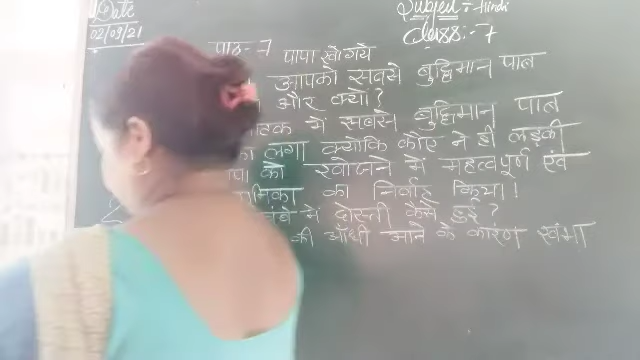 Date
02/09/21
Subject :- Hindi
Class :- 7
पाठ - 7 पापा खो गये
आपको सबसे बुद्धिमान पात्र
और क्यों?
में सबसे बुद्धिमान पात्र
लगा क्योंकि कौए ने ही लड़की
को खोजने में महत्वपूर्ण एंव
का निर्वाह किया।
में दोस्ती कैसे हुई?
की आँधी आने के कारण खंभा